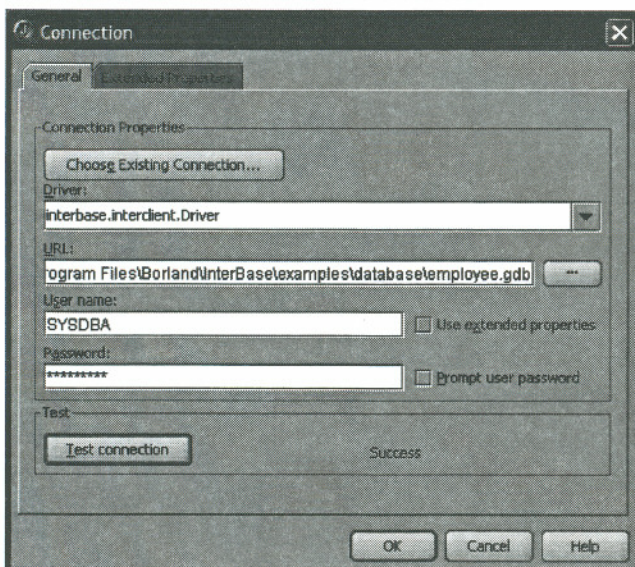 Connection
General Extended Properties
Connection Properties
Choose Existing Connection...
Driver:
interbase.interclient.Driver
URL:
rogram Files\Borland\InterBase\examples\database\employee.gdb ...
User name:
SYSDBA Use extended properties
Password:
********* Prompt user password
Test
Test connection Success
OK Cancel Help